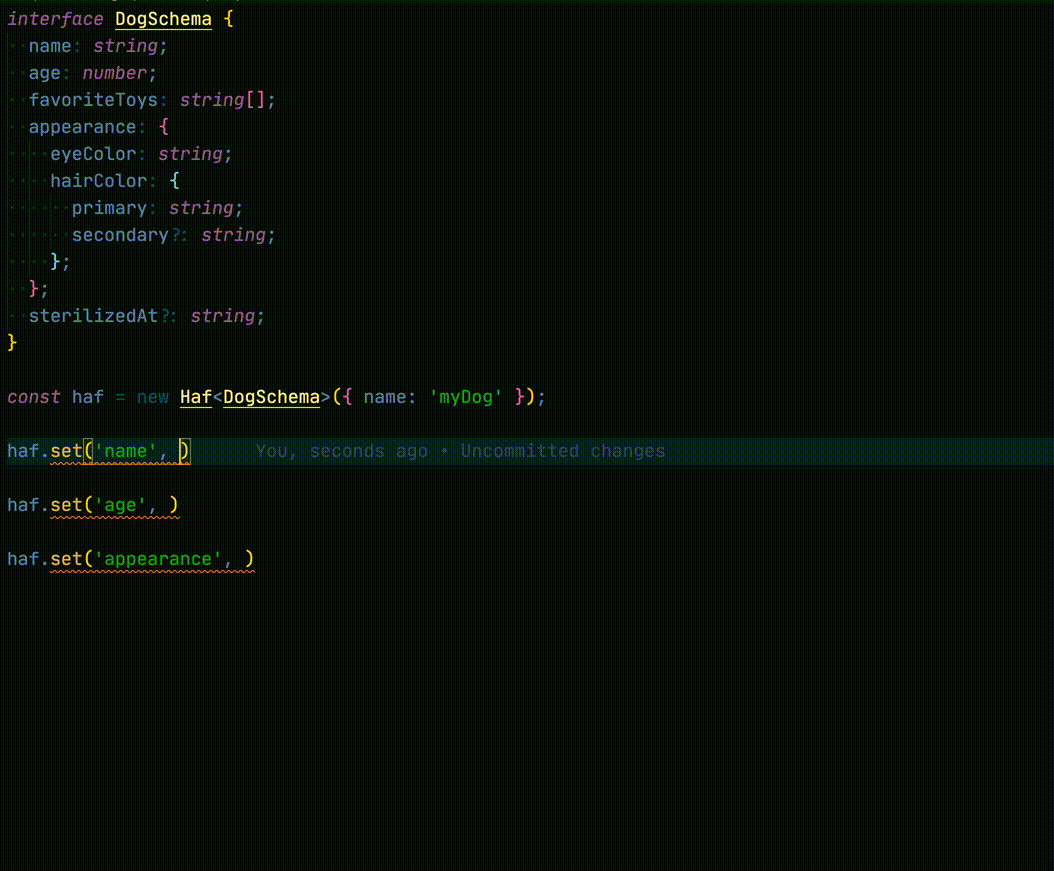 interface DogSchema {
  name: string;
  age: number;
  favoriteToys: string[];
  appearance: {
    eyeColor: string;
    hairColor: {
      primary: string;
      secondary?: string;
    };
  };
  sterilizedAt?: string;
}
const haf = new Haf<DogSchema>({ name: 'myDog' });
haf.set('name', ) You, seconds ago • Uncommitted changes
haf.set('age', )
haf.set('appearance', )